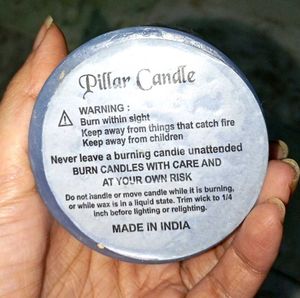 Pillar Candle
WARNING :
Burn within sight
Keep away from things that catch fire
Keep away from children
Never leave a burning candle unattended
BURN CANDLES WITH CARE AND
AT YOUR OWN RISK
Do not handle or move candle while it is burning,
or while wax is in a liquid state. Trim wick to 1/4
inch before lighting or relighting.
MADE IN INDIA